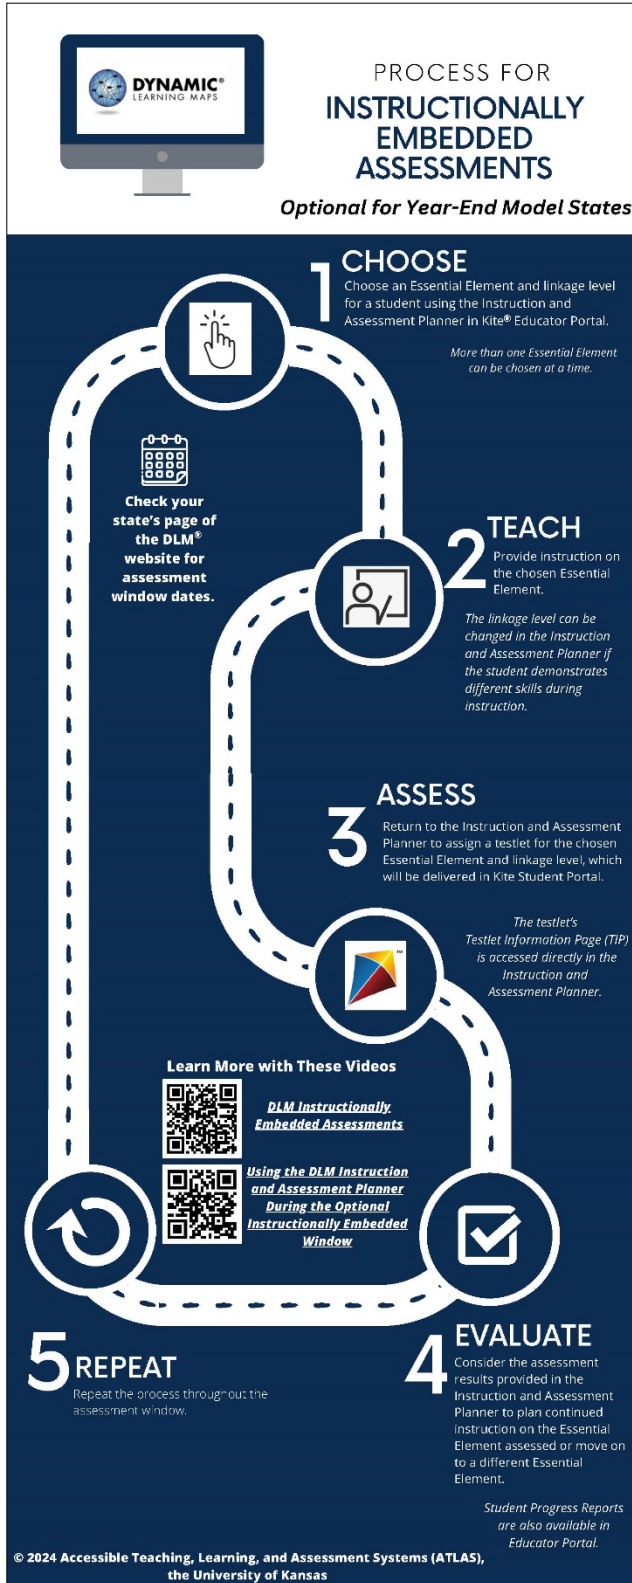 DYNAMIC®
LEARNING MAPS
PROCESS FOR
INSTRUCTIONALLY
EMBEDDED
ASSESSMENTS
Optional for Year-End Model States
1
CHOOSE
Choose an Essential Element and linkage level
for a student using the Instruction and
Assessment Planner in Kite® Educator Portal.
More than one Essential Element
can be chosen at a time.
Check your
state's page of
the DLM®
website for
assessment
window dates.
2
TEACH
Provide instruction on
the chosen Essential
Element.
The linkage level can be
changed in the Instruction
and Assessment Planner if
the student demonstrates
different skills during
instruction.
ASSESS
3
Return to the Instruction and Assessment
Planner to assign a testlet for the chosen
Essential Element and linkage level, which
will be delivered in Kite Student Portal.
The testlet's
Testlet Information Page (TIP)
is accessed directly in the
Instruction and
Assessment Planner.
TM
Learn More with These Videos
DLM Instructionally
Embedded Assessments
Using the DLM Instruction
and Assessment Planner
During the Optional
Instructionally Embedded
Window
4
EVALUATE
Consider the assessment
results provided in the
Instruction and Assessment
Planner to plan continued
instruction on the Essential
Element assessed or move on
to a different Essential
Element.
Student Progress Reports
are also available in
Educator Portal.
5
REPEAT
Repeat the process throughout the
assessment window.
© 2024 Accessible Teaching, Learning, and Assessment Systems (ATLAS),
the University of Kansas